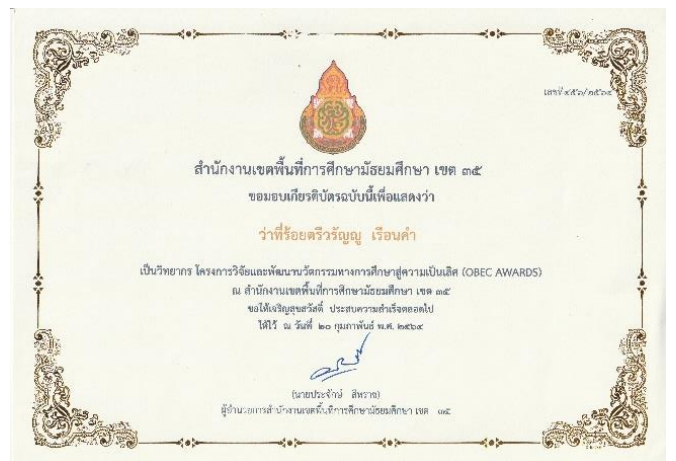 เลขที่ ๔๕๖/๒๕๖๔
สำนักงานเขตพื้นที่การศึกษามัธยมศึกษา เขต ๓๕
ขอมอบเกียรติบัตรฉบับนี้เพื่อแสดงว่า
ว่าที่ร้อยตรีวรัญญู เรือนคำ
เป็นวิทยากร โครงการวิจัยและพัฒนานวัตกรรมทางการศึกษาสู่ความเป็นเลิศ (OBEC AWARDS)
ณ สำนักงานเขตพื้นที่การศึกษามัธยมศึกษา เขต ๓๕
ขอให้เจริญสุขสวัสดิ์ ประสบความสำเร็จตลอดไป
ให้ไว้ ณ วันที่ ๒๐ กุมภาพันธ์ พ.ศ. ๒๕๖๔
(นายประจักษ์ สีหราช)
ผู้อำนวยการสำนักงานเขตพื้นที่การศึกษามัธยมศึกษา เขต ๓๕